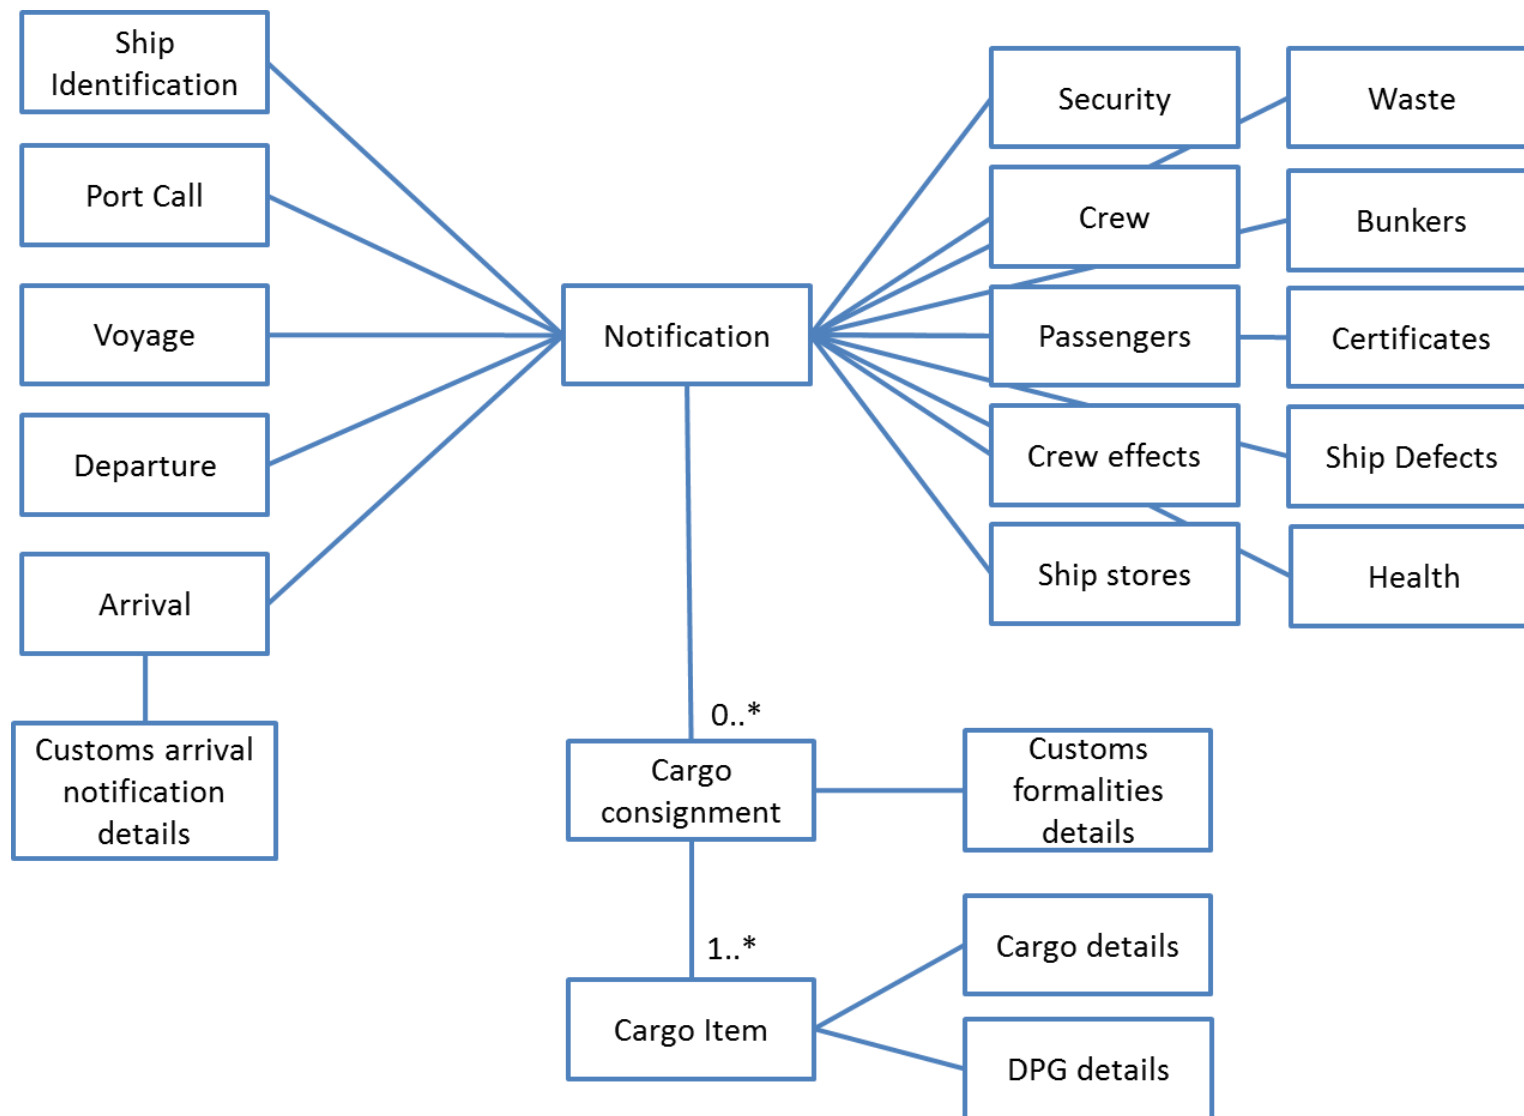 Ship
Identification
Port Call
Voyage
Departure
Arrival
Customs arrival
notification
details
Notification
0..*
Cargo
consignment
1..*
Cargo Item
Security
Crew
Passengers
Crew effects
Ship stores
Waste
Bunkers
Certificates
Ship Defects
Health
Customs
formalities
details
Cargo details
DPG details